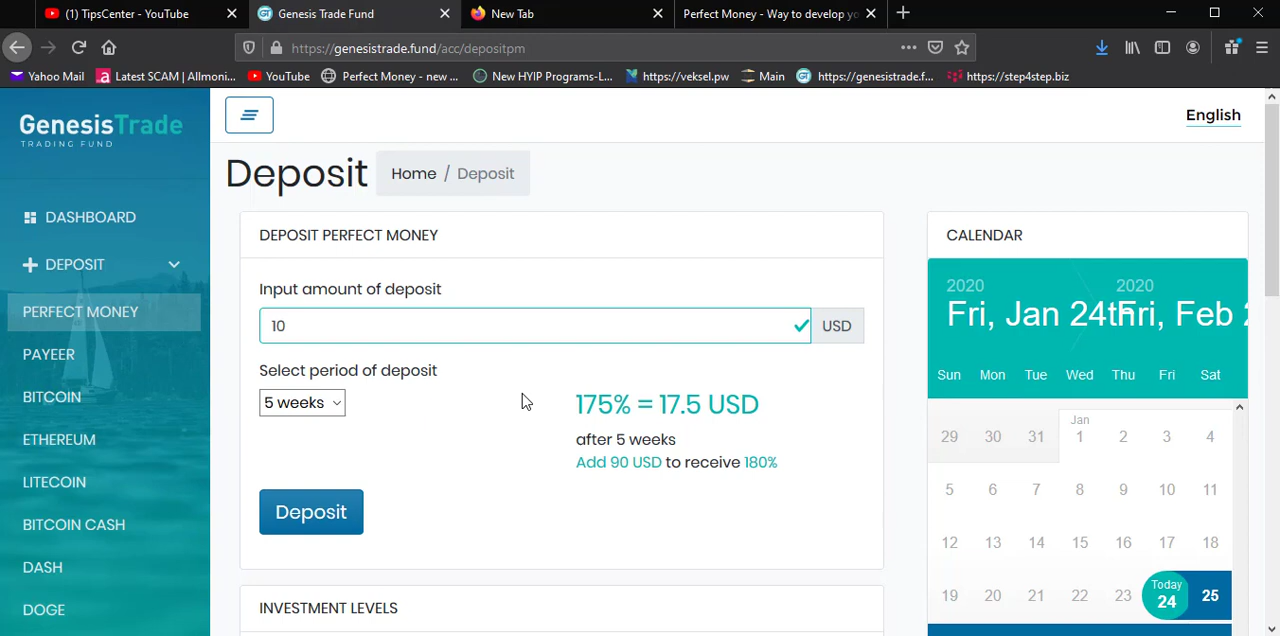 (1) TipsCenter - YouTube
Genesis Trade Fund
New Tab
Perfect Money - Way to develop yo
https://genesistrade.fund/acc/depositpm
Yahoo Mail
Latest SCAM | Allmoni...
YouTube
Perfect Money - new ...
New HYIP Programs-L...
https://veksel.pw
Main
https://genesistrade.f...
https://step4step.biz
GenesisTrade
TRADING FUND
English
Deposit
Home / Deposit
DASHBOARD
DEPOSIT
PERFECT MONEY
PAYEER
BITCOIN
ETHEREUM
LITECOIN
BITCOIN CASH
DASH
DOGE
DEPOSIT PERFECT MONEY
Input amount of deposit
10
USD
Select period of deposit
5 weeks
175% = 17.5 USD
after 5 weeks
Add 90 USD to receive 180%
Deposit
INVESTMENT LEVELS
CALENDAR
2020 2020
Fri, Jan 24th Fri, Feb 2
Sun Mon Tue Wed Thu Fri Sat
Jan
29 30 31 1 2 3 4
5 6 7 8 9 10 11
12 13 14 15 16 17 18
Today
19 20 21 22 23 24 25